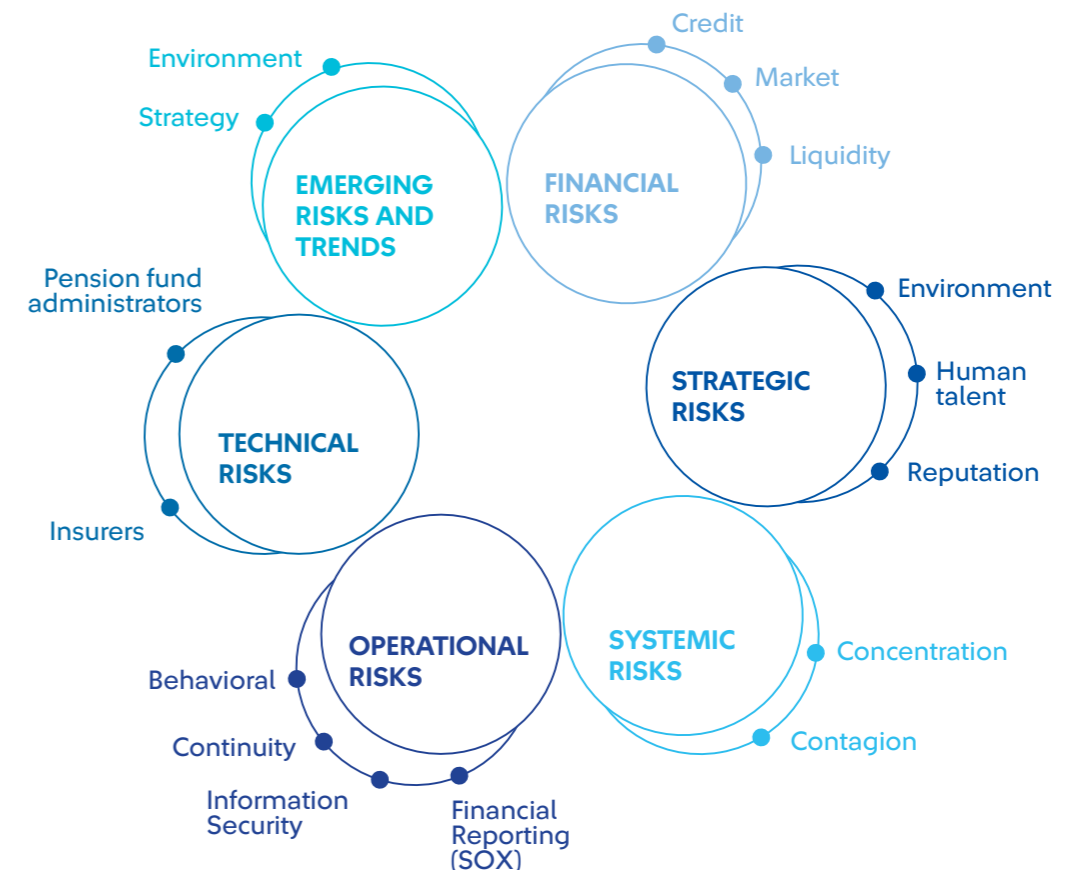 Credit
Market
Liquidity
FINANCIAL
RISKS
Environment
Human
talent
Reputation
STRATEGIC
RISKS
Concentration
Contagion
SYSTEMIC
RISKS
Financial
Reporting
(SOX)
Information
Security
Continuity
Behavioral
OPERATIONAL
RISKS
Insurers
Pension fund
administrators
TECHNICAL
RISKS
Strategy
Environment
EMERGING
RISKS AND
TRENDS